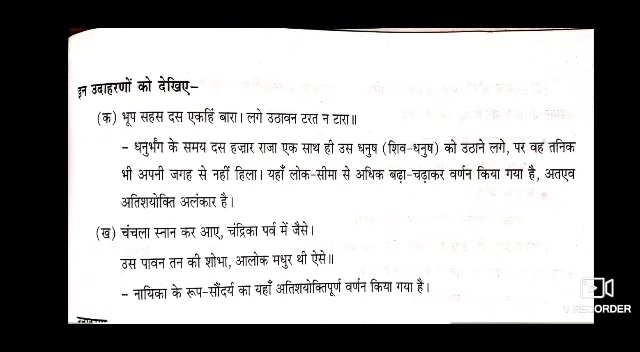 इन उदाहरणों को देखिए–
(क) भूप सहस दस एकहिं बारा। लगे उठावन टरत न टारा॥
– धनुर्भंग के समय दस हज़ार राजा एक साथ ही उस धनुष (शिव-धनुष) को उठाने लगे, पर वह तनिक
भी अपनी जगह से नहीं हिला। यहाँ लोक-सीमा से अधिक बढ़ा-चढ़ाकर वर्णन किया गया है, अतएव
अतिशयोक्ति अलंकार है।
(ख) चंचला स्नान कर आए, चंद्रिका पर्व में जैसे।
उस पावन तन की शोभा, आलोक मधुर थी ऐसे॥
– नायिका के रूप-सौंदर्य का यहाँ अतिशयोक्तिपूर्ण वर्णन किया गया है।
V RECORDER